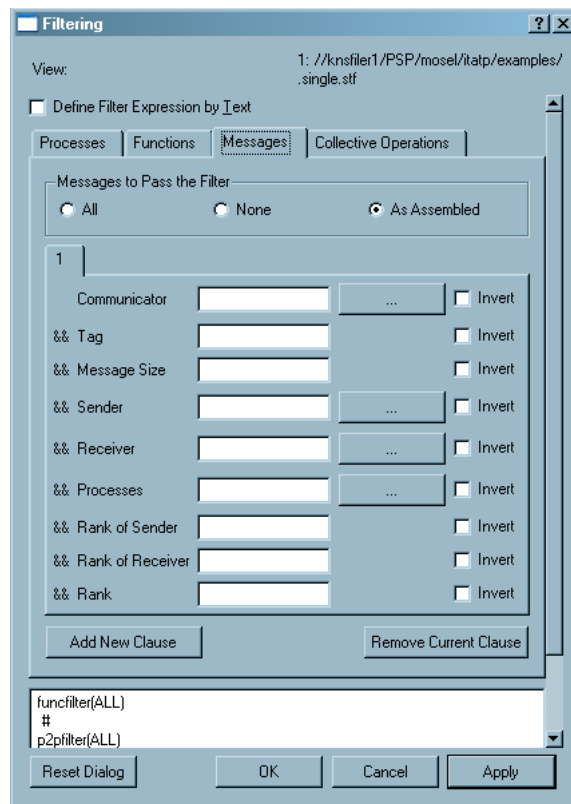 Filtering
View: 1: //knsfiler1/PSP/mosel/itatp/examples/
.single.stf
Define Filter Expression by Text
Processes Functions Messages Collective Operations
Messages to Pass the Filter
All None As Assembled
1
Communicator ... Invert
&& Tag Invert
&& Message Size Invert
&& Sender ... Invert
&& Receiver ... Invert
&& Processes ... Invert
&& Rank of Sender Invert
&& Rank of Receiver Invert
&& Rank Invert
Add New Clause Remove Current Clause
funcfilter(ALL)
#
p2pfilter(ALL)
Reset Dialog OK Cancel Apply